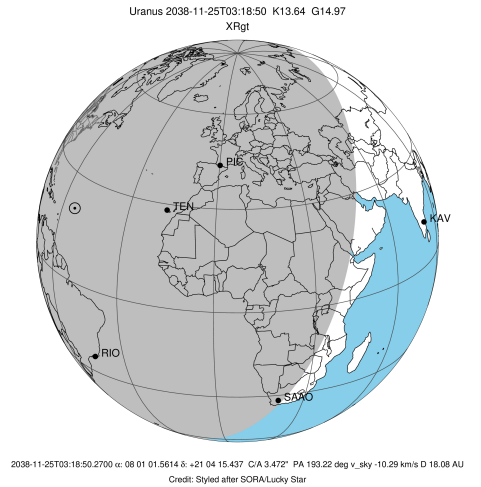 Uranus 2038-11-25T03:18:50 K13.64 G14.97
XRgt
PIC
TEN
KAV
RIO
SAAO
2038-11-25T03:18:50.2700 α: 08 01 01.5614 δ: +21 04 15.437 C/A 3.472" PA 193.22 deg v_sky -10.29 km/s D 18.08 AU
Credit: Styled after SORA/Lucky Star